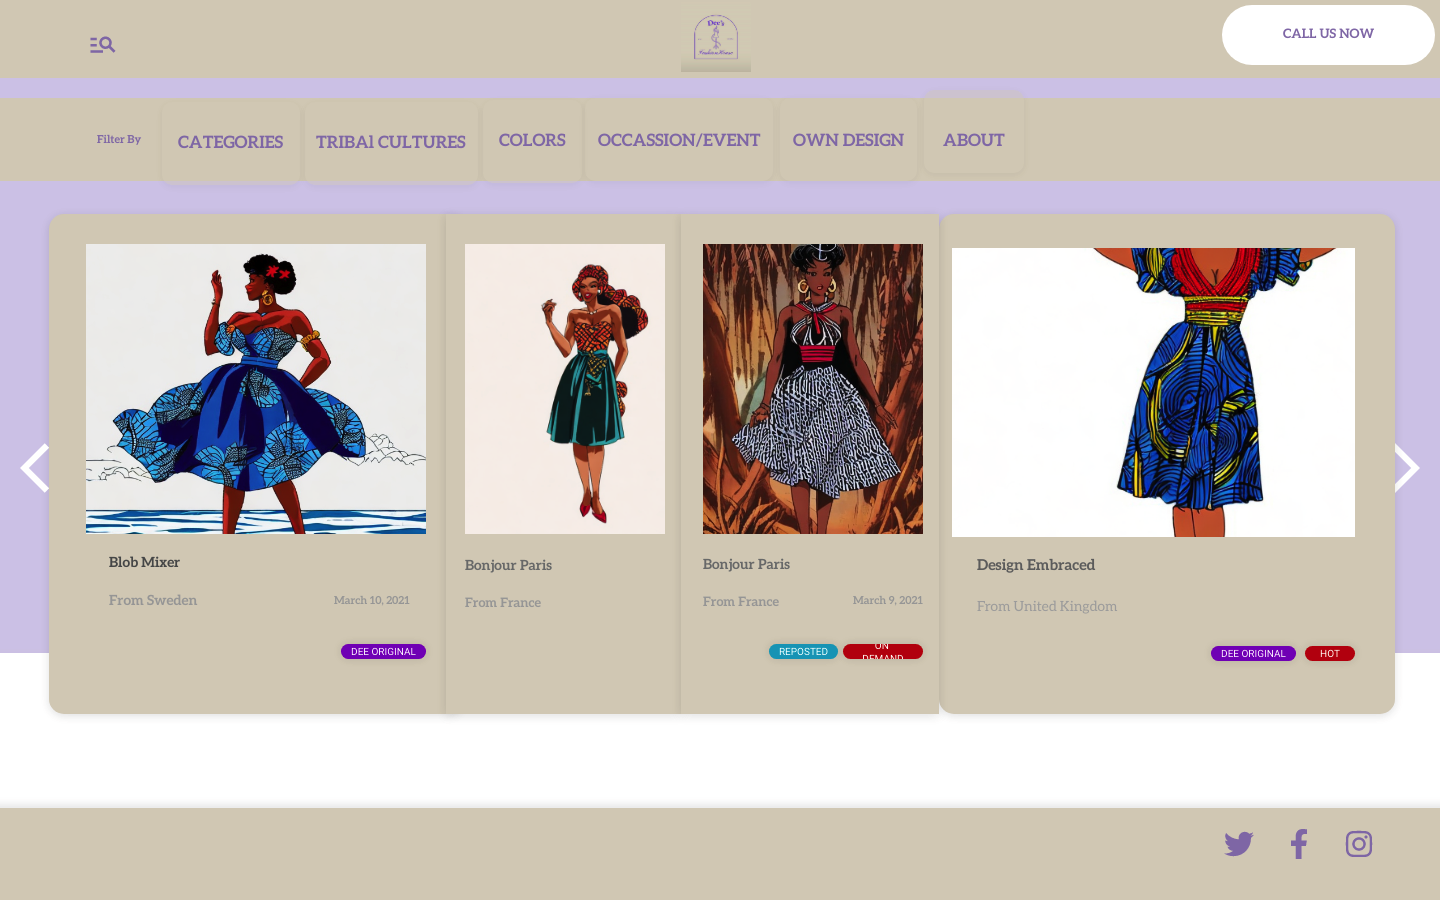 Dee's
Fashion House
CALL US NOW
Filter By
CATEGORIES
TRIBAl CULTURES
COLORS
OCCASSION/EVENT
OWN DESIGN
ABOUT
Blob Mixer
From Sweden
March 10, 2021
DEE ORIGINAL
Bonjour Paris
From France
Bonjour Paris
From France
March 9, 2021
REPOSTED
ON
DEMAND
Design Embraced
From United Kingdom
DEE ORIGINAL
HOT